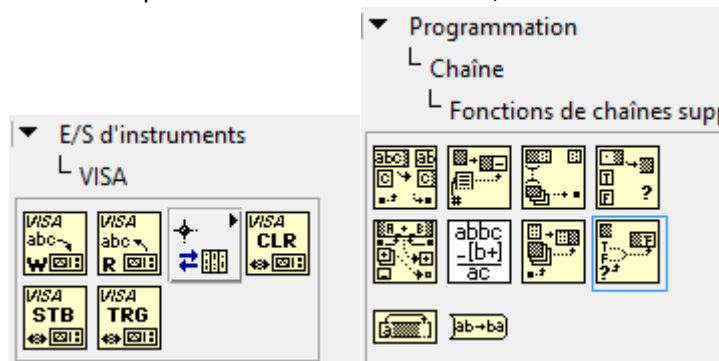 Programmation
Chaîne
Fonctions de chaînes supp
E/S d'instruments
VISA
VISA
abc
W
VISA
abc
R
VISA
CLR
VISA
STB
VISA
TRG
abc
#
T
F
?
A
+
B
abbc
-[b+]
ac
T
F
?
a
ab→ba